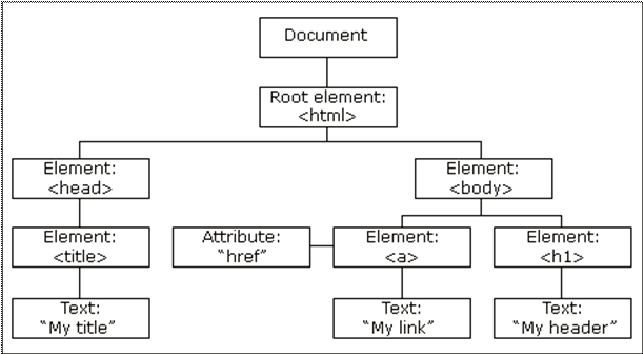 Document
Root element:
<html>
Element:
<head>
Element:
<body>
Element:
<title>
Attribute:
“href”
Element:
<a>
Element:
<h1>
Text:
“My title”
Text:
“My link”
Text:
“My header”